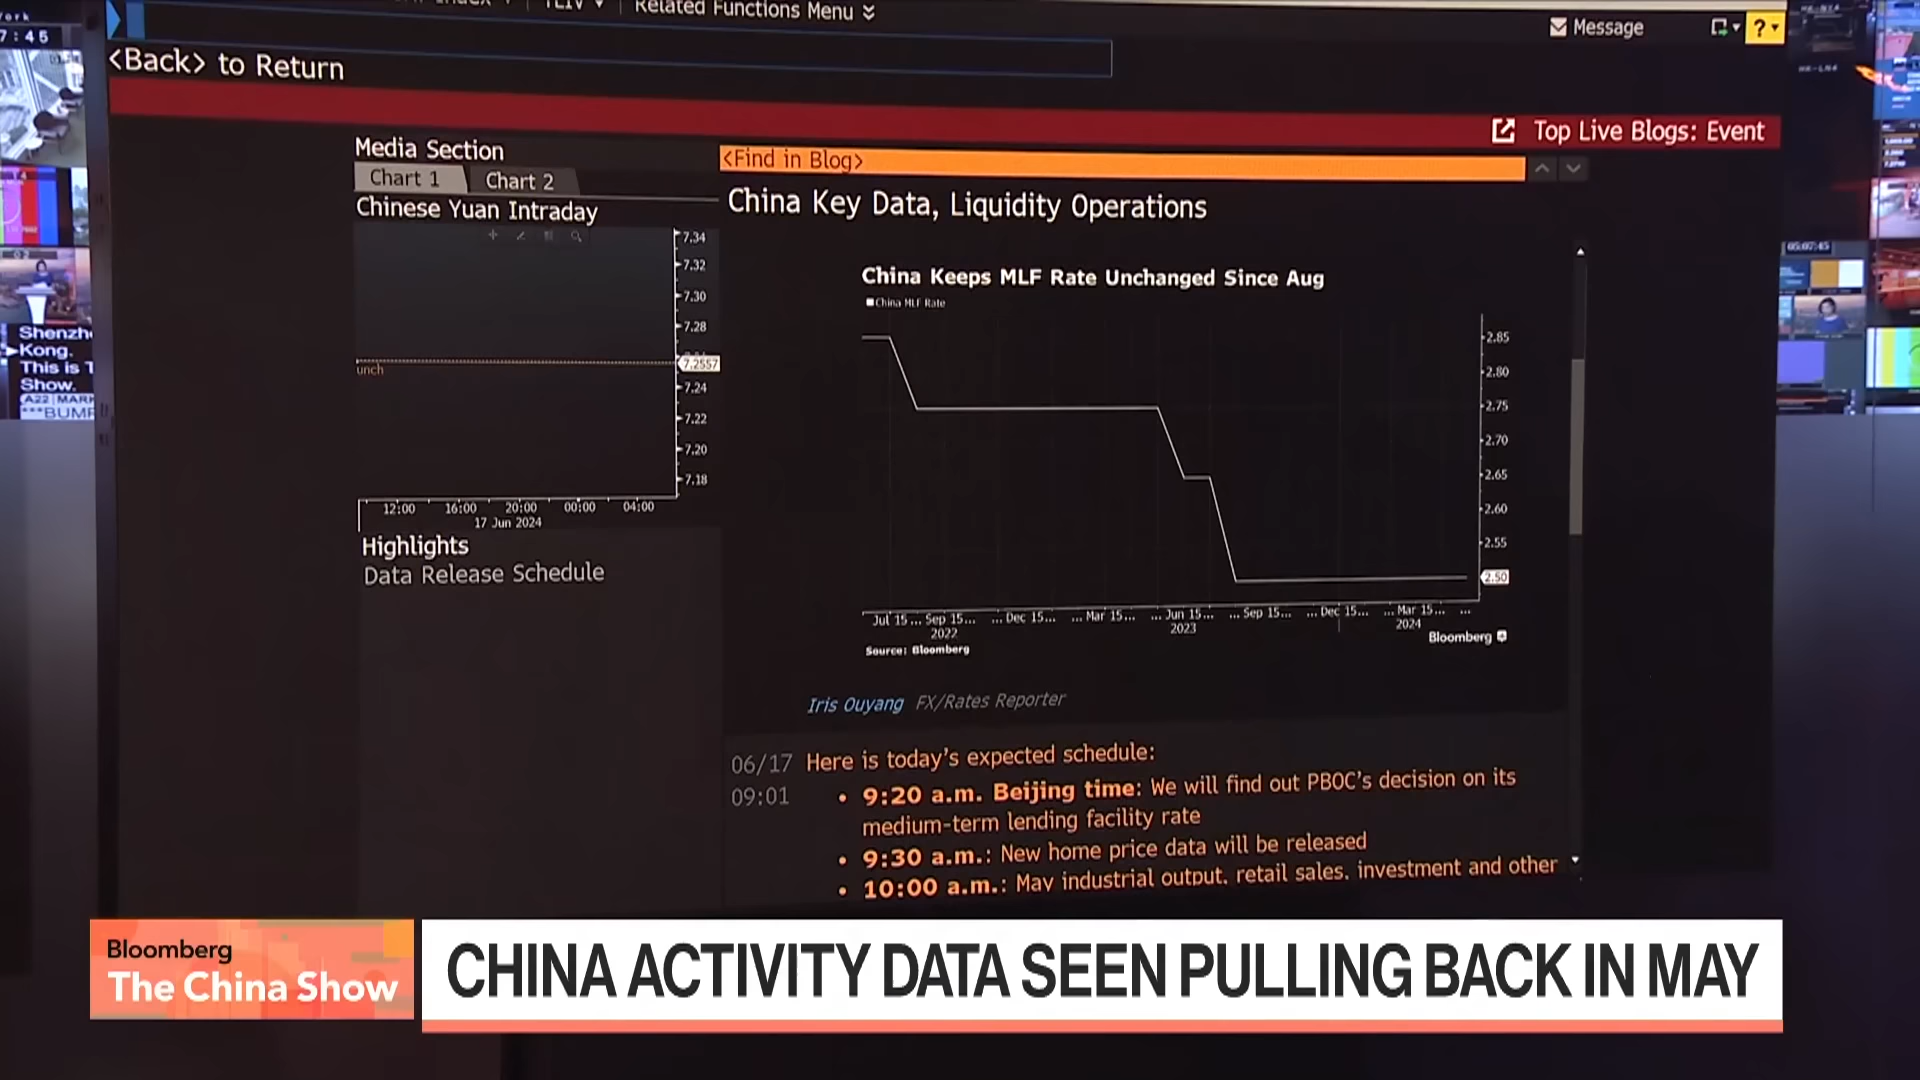 Related Functions Menu
Message
?
<Back> to Return
Top Live Blogs: Event
Media Section
Chart 1
Chart 2
Chinese Yuan Intraday
7.34
7.32
7.30
7.28
7.2557
7.24
7.22
7.20
7.18
unch
12:00 16:00 20:00 00:00 04:00
17 Jun 2024
Highlights
Data Release Schedule
<Find in Blog>
China Key Data, Liquidity Operations
China Keeps MLF Rate Unchanged Since Aug
China MLF Rate
2.85
2.80
2.75
2.70
2.65
2.60
2.55
2.50
Jul 15... Sep 15... ... Dec 15... ... Mar 15... ... Jun 15... ... Sep 15... ... Dec 15... ... Mar 15... ...
2022 2023 2024
Source: Bloomberg
Bloomberg
Iris Ouyang FX/Rates Reporter
06/17
09:01
Here is today's expected schedule:
• 9:20 a.m. Beijing time: We will find out PBOC's decision on its
medium-term lending facility rate
• 9:30 a.m.: New home price data will be released
• 10:00 a.m.: May industrial output, retail sales, investment and other
7:45
Kong.
This is
Show.
05:07:45
Bloomberg
The China Show
CHINA ACTIVITY DATA SEEN PULLING BACK IN MAY